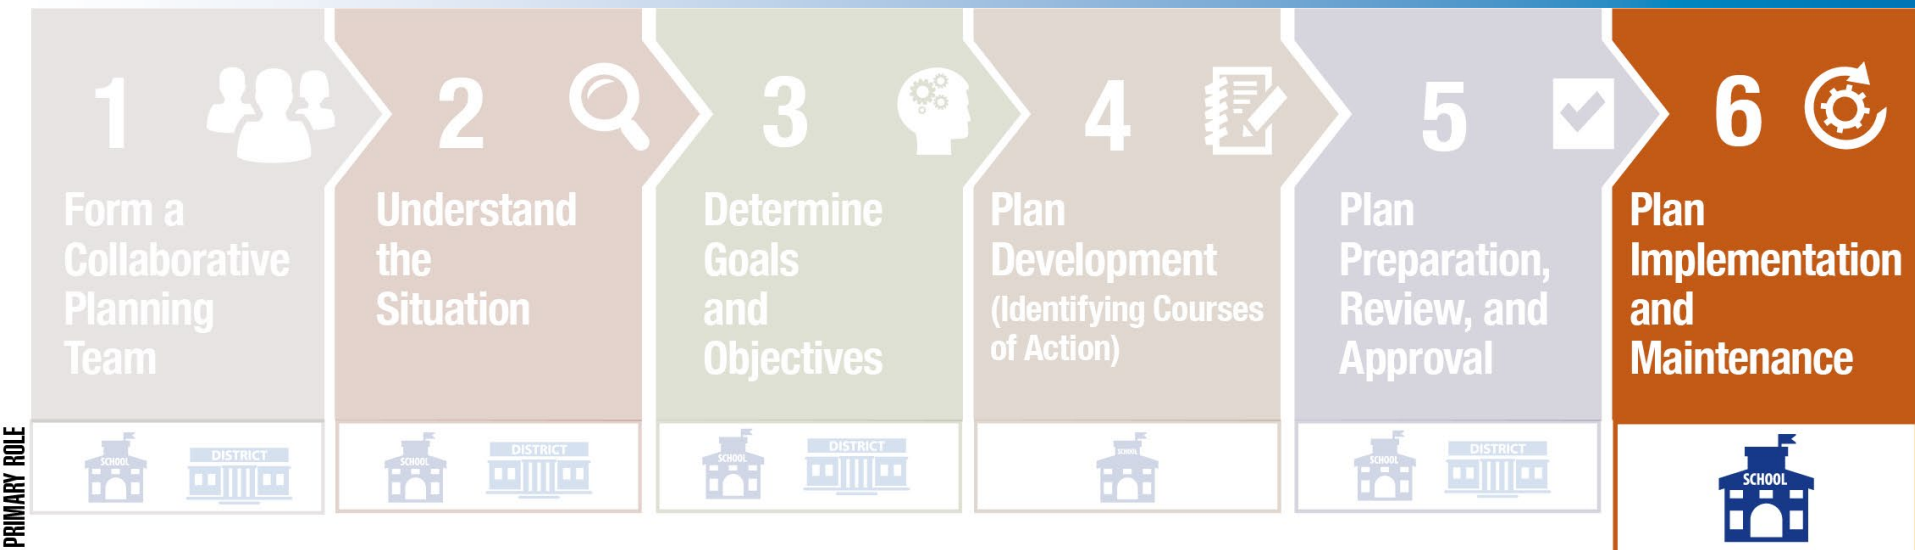 1
Form a
Collaborative
Planning
Team
2
Understand
the
Situation
3
Determine
Goals
and
Objectives
4
Plan
Development
(Identifying Courses
of Action)
5
Plan
Preparation,
Review, and
Approval
6
Plan
Implementation
and
Maintenance
PRIMARY ROLE
SCHOOL
DISTRICT
SCHOOL
DISTRICT
SCHOOL
DISTRICT
SCHOOL
SCHOOL
DISTRICT
SCHOOL